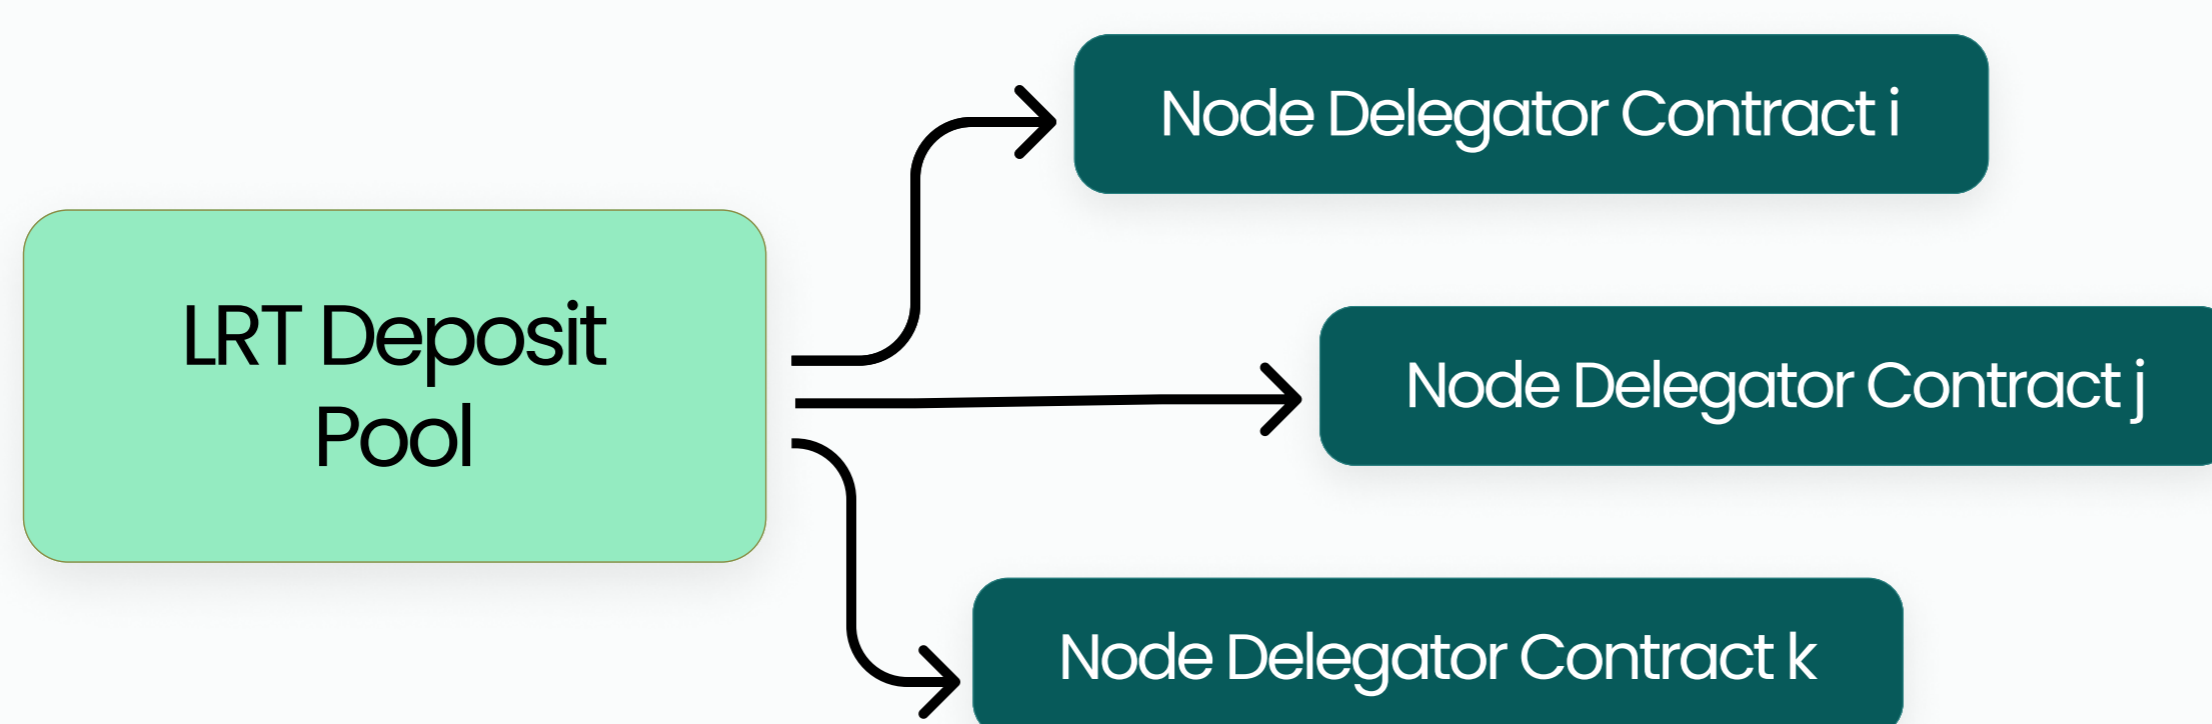 LRT Deposit
Pool
Node Delegator Contract i
Node Delegator Contract j
Node Delegator Contract k